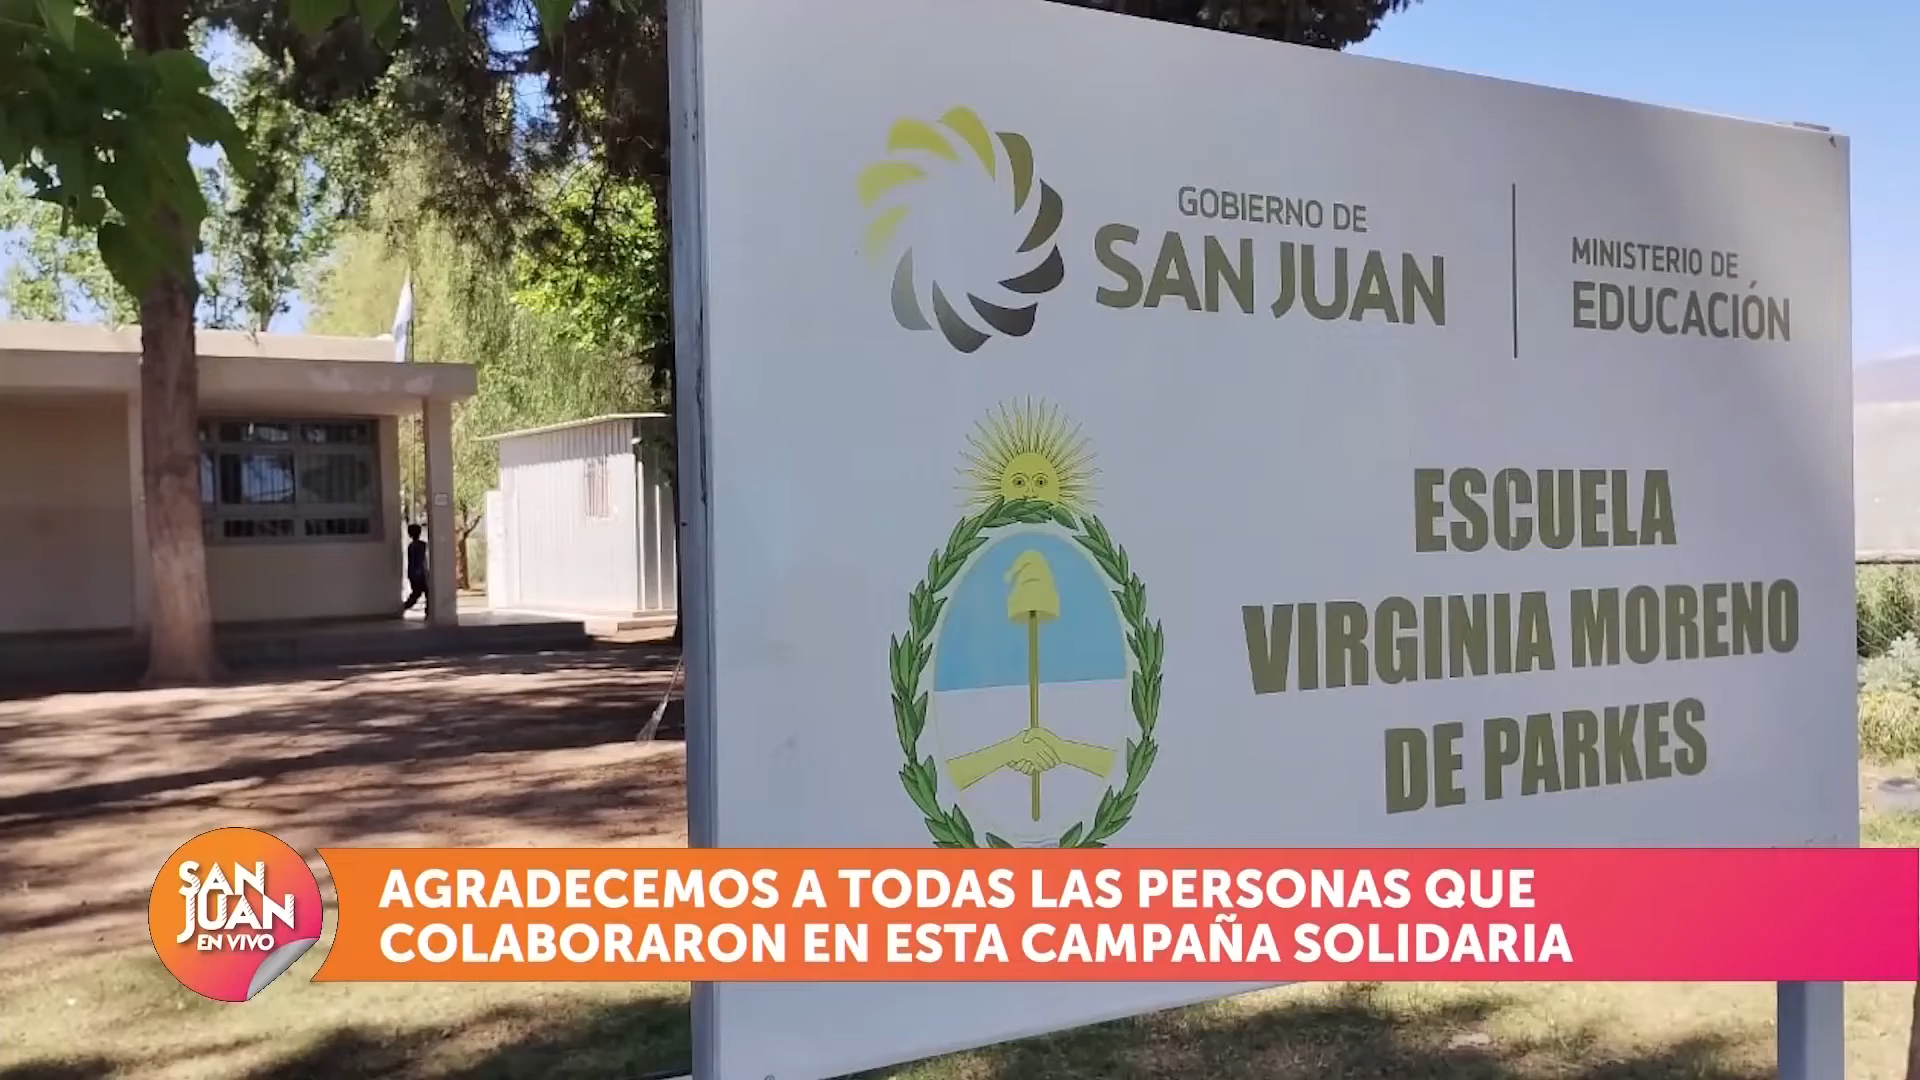 GOBIERNO DE
SAN JUAN
MINISTERIO DE
EDUCACIÓN
ESCUELA
VIRGINIA MORENO
DE PARKES
SAN
JUAN
EN VIVO
AGRADECEMOS A TODAS LAS PERSONAS QUE
COLABORARON EN ESTA CAMPAÑA SOLIDARIA